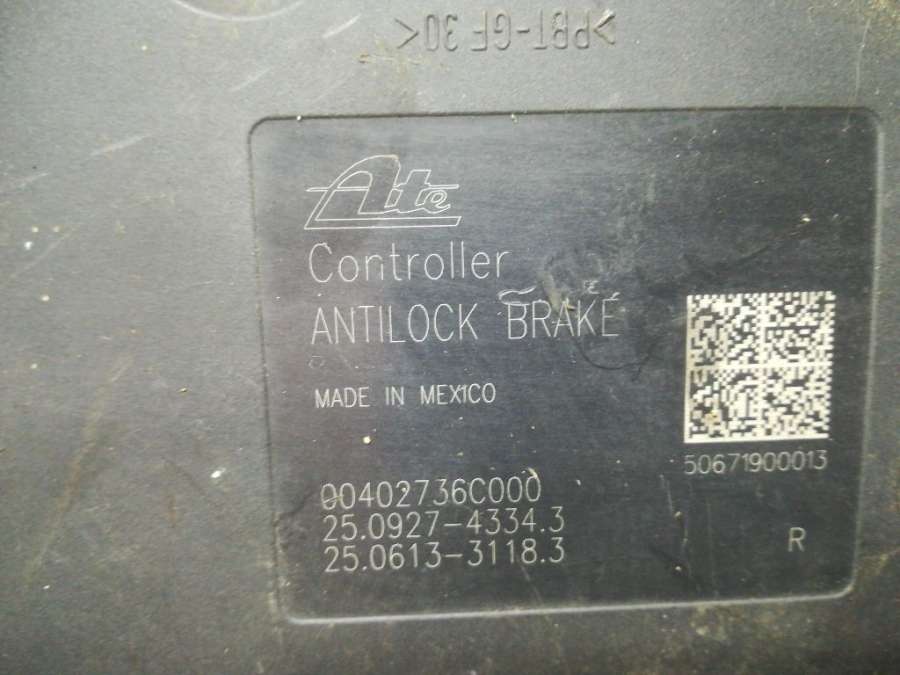 >PBT-GF 30<
Ate
Controller
ANTILOCK BRAKE
MADE IN MEXICO
50671900013
00402736C000
25.0927-4334.3
25.0613-3118.3
R